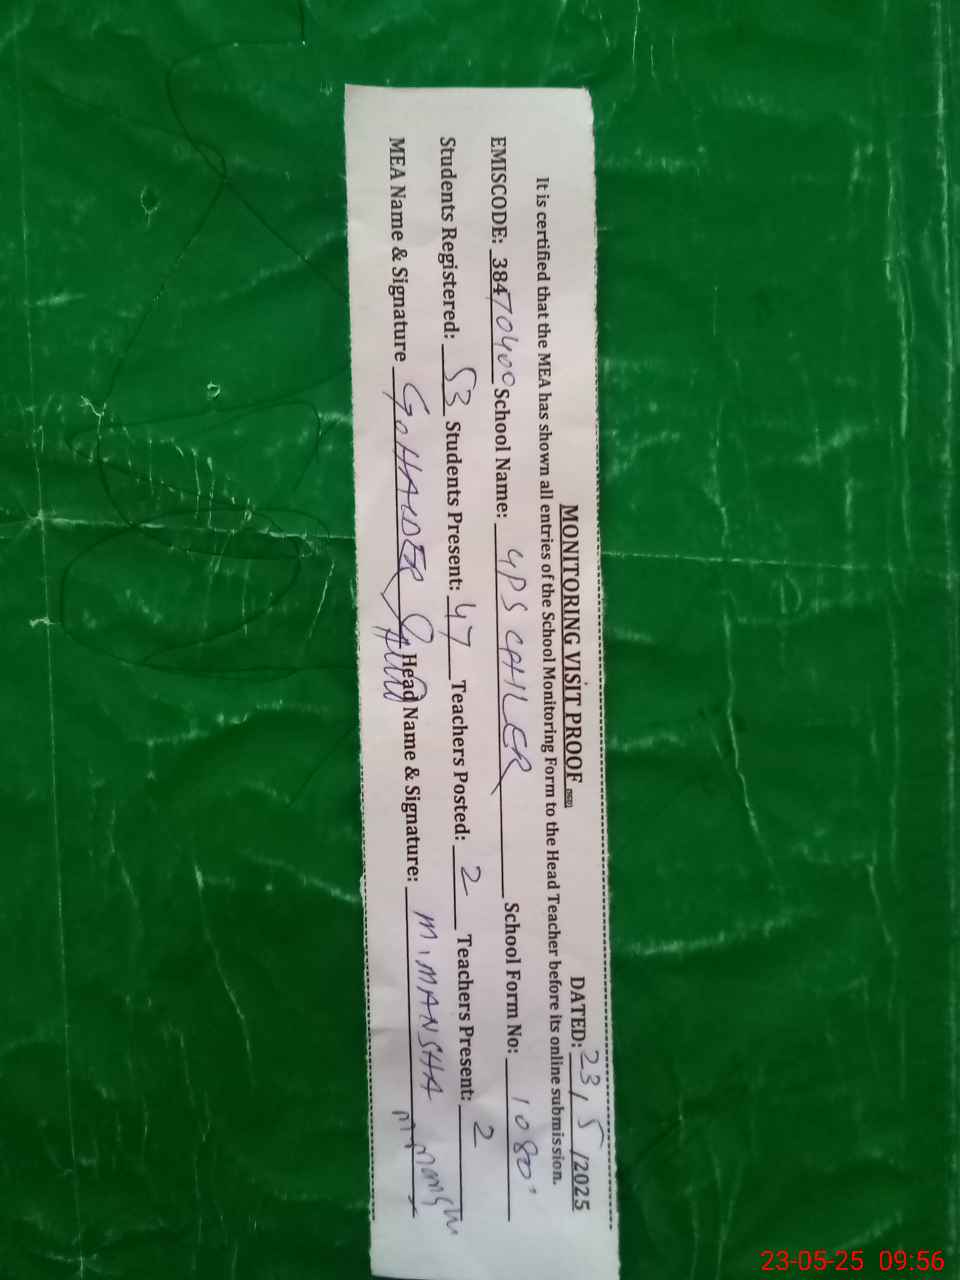 MONITORING VISIT PROOF DATED: 23/5/2025
It is certified that the MEA has shown all entries of the School Monitoring Form to the Head Teacher before its online submission.
EMISCODE: 38470400 School Name: GPS CAHLER School Form No: 1080
Students Registered: 53 Students Present: 47 Teachers Posted: 2 Teachers Present: 2
MEA Name & Signature G.HAIDER Head Name & Signature: M.MANSHA
23-05-25 09:56